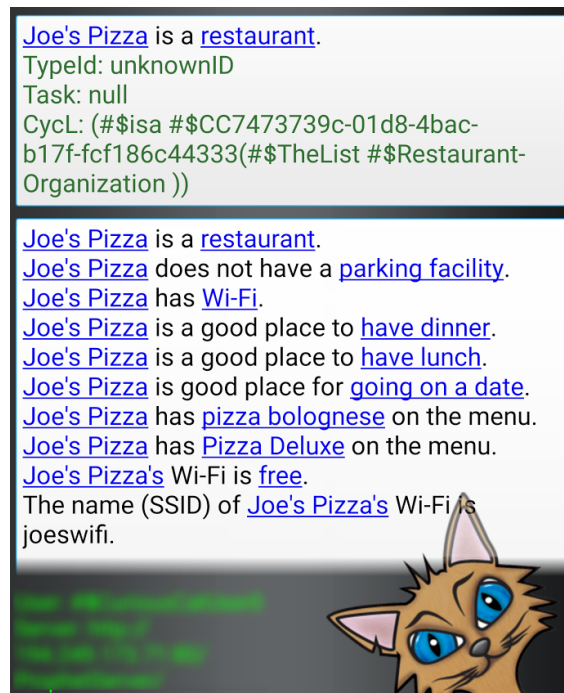 Joe's Pizza is a restaurant.
TypeId: unknownID
Task: null
CycL: (#$isa #$CC7473739c-01d8-4bac-
b17f-fcf186c44333(#$TheList #$Restaurant-
Organization ))
Joe's Pizza is a restaurant.
Joe's Pizza does not have a parking facility.
Joe's Pizza has Wi-Fi.
Joe's Pizza is a good place to have dinner.
Joe's Pizza is a good place to have lunch.
Joe's Pizza is good place for going on a date.
Joe's Pizza has pizza bolognese on the menu.
Joe's Pizza has Pizza Deluxe on the menu.
Joe's Pizza's Wi-Fi is free.
The name (SSID) of Joe's Pizza's Wi-Fi is
joeswifi.